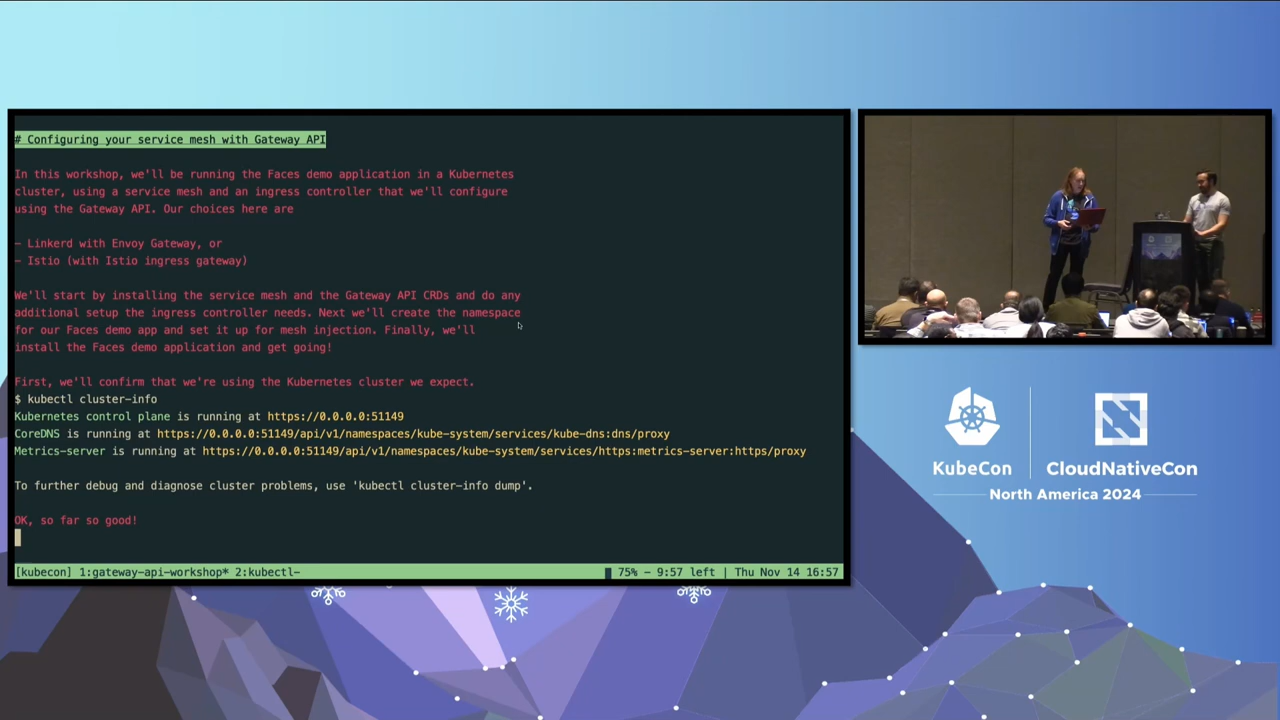 # Configuring your service mesh with Gateway API
In this workshop, we'll be running the Faces demo application in a Kubernetes
cluster, using a service mesh and an ingress controller that we'll configure
using the Gateway API. Our choices here are
- Linkerd with Envoy Gateway, or
- Istio (with Istio ingress gateway)
We'll start by installing the service mesh and the Gateway API CRDs and do any
additional setup the ingress controller needs. Next we'll create the namespace
for our Faces demo app and set it up for mesh injection. Finally, we'll
install the Faces demo application and get going!
First, we'll confirm that we're using the Kubernetes cluster we expect.
$ kubectl cluster-info
Kubernetes control plane is running at https://0.0.0.0:51149
CoreDNS is running at https://0.0.0.0:51149/api/v1/namespaces/kube-system/services/kube-dns:dns/proxy
Metrics-server is running at https://0.0.0.0:51149/api/v1/namespaces/kube-system/services/https:metrics-server:https/proxy
To further debug and diagnose cluster problems, use 'kubectl cluster-info dump'.
OK, so far so good!
[kubecon] 1:gateway-api-workshop* 2:kubectl- 75% - 9:57 left | Thu Nov 14 16:57
KubeCon
CloudNativeCon
North America 2024